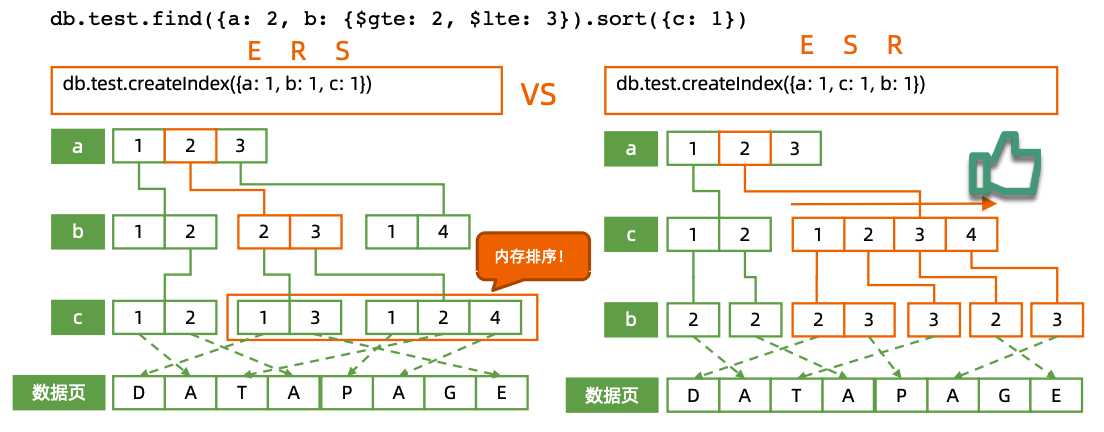 db.test.find({a: 2, b: {$gte: 2, $lte: 3}).sort({c: 1})
E R S
db.test.createIndex({a: 1, b: 1, c: 1})
a 1 2 3
b 1 2 2 3 1 4
内存排序！
c 1 2 1 3 1 2 4
数据页 D A T A P A G E
VS
E S R
db.test.createIndex({a: 1, c: 1, b: 1})
a 1 2 3
c 1 2 1 2 3 4
b 2 2 2 3 3 2 3
数据页 D A T A P A G E